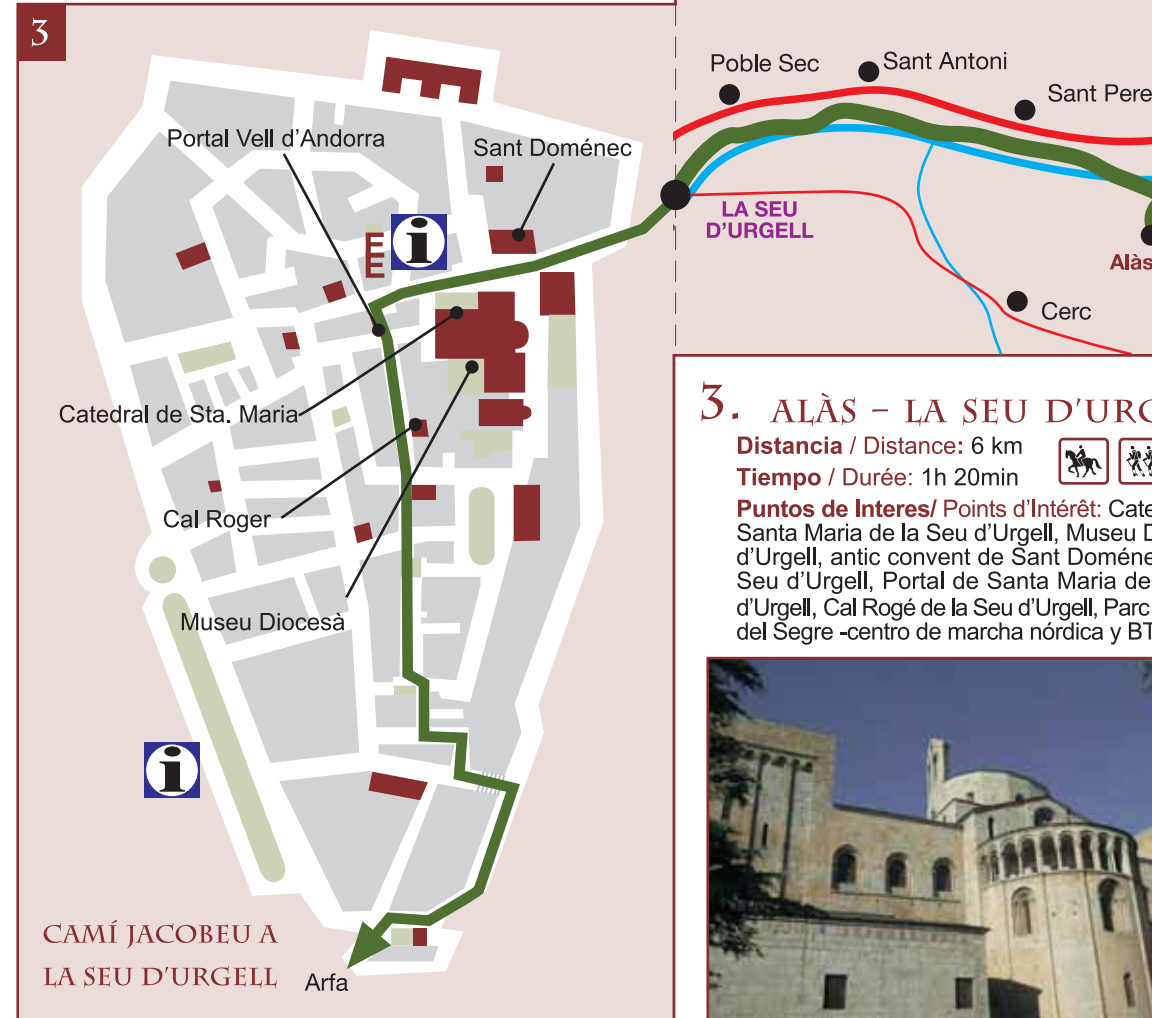 3
Portal Vell d’Andorra
Sant Doménec
Catedral de Sta. Maria
Cal Roger
Museu Diocesà
CAMÍ JACOBEU A
LA SEU D'URGELL
Arfa
Poble Sec
Sant Antoni
Sant Pere
LA SEU
D’URGELL
Alàs
Cerc
3. ALÀS – LA SEU D'URG
Distancia / Distance: 6 km
Tiempo / Durée: 1h 20min
Puntos de Interes/ Points d’Intérêt: Cate
Santa Maria de la Seu d’Urgell, Museu D
d’Urgell, antic convent de Sant Doméne
Seu d’Urgell, Portal de Santa Maria de
d’Urgell, Cal Rogé de la Seu d’Urgell, Parc
del Segre -centro de marcha nórdica y BT